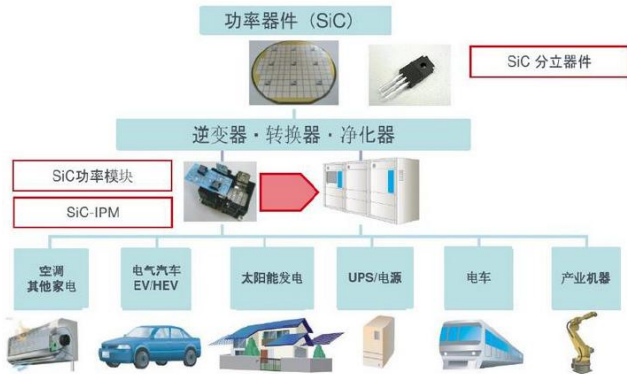 功率器件（SiC）
SiC 分立器件
逆变器·转换器·净化器
SiC功率模块
SiC-IPM
空调
其他家电
电气汽车
EV/HEV
太阳能发电
UPS/电源
电车
产业机器